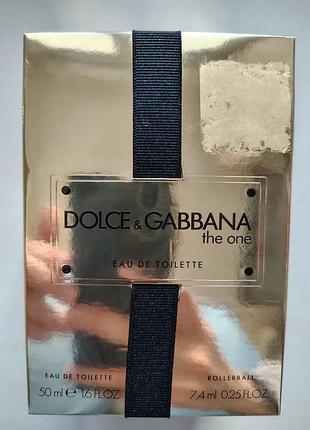 DOLCE & GABBANA
the one
EAU DE TOILETTE
EAU DE TOILETTE
50 ml ℮ 1.6 FL.OZ.
ROLLERBALL
7,4 ml 0.25 FL.OZ.